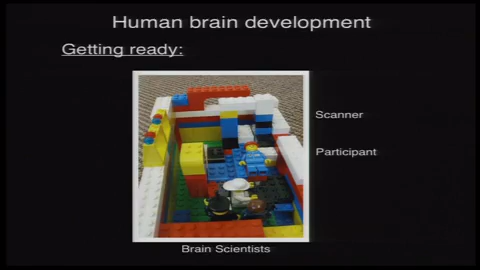 Human brain development
Getting ready:
Scanner
Participant
Brain Scientists